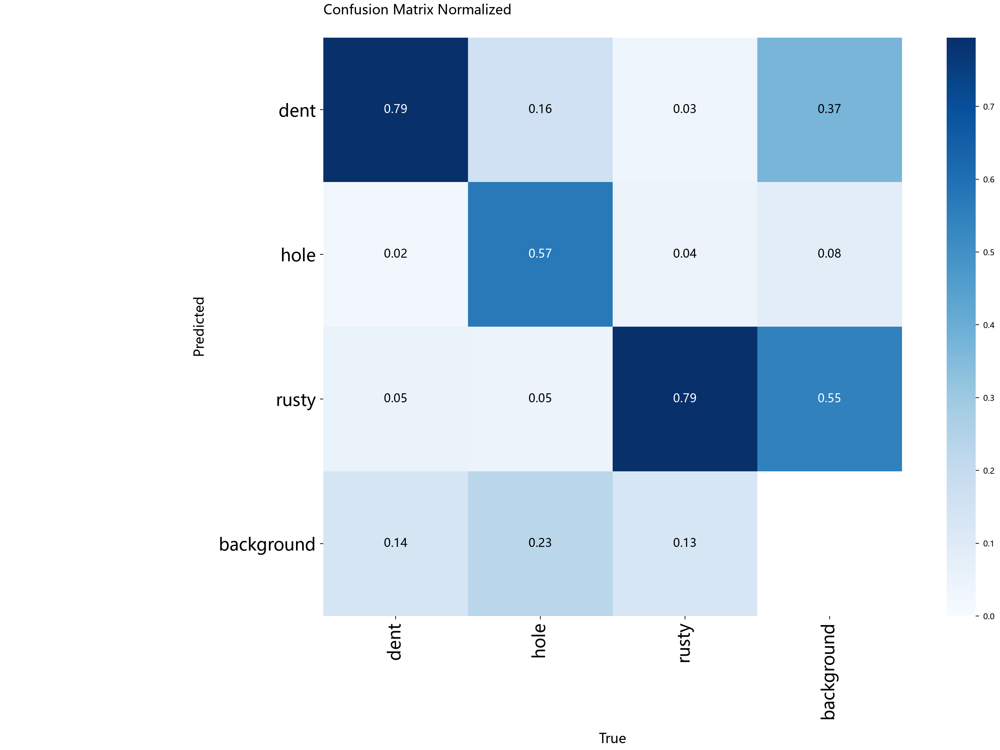 Confusion Matrix Normalized
dent
0.79
0.16
0.03
0.37
hole
0.02
0.57
0.04
0.08
rusty
0.05
0.05
0.79
0.55
background
0.14
0.23
0.13
Predicted
dent
hole
rusty
background
True
0.7
0.6
0.5
0.4
0.3
0.2
0.1
0.0